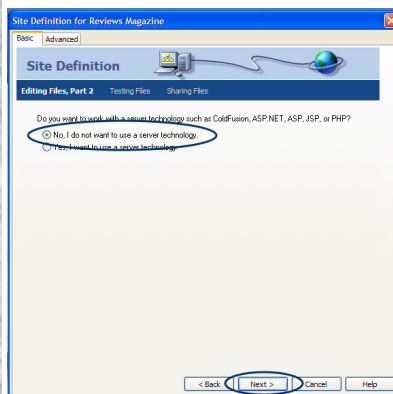 Site Definition for Reviews Magazine
Basic Advanced
Site Definition
Editing Files, Part 2 Testing Files Sharing Files
Do you want to work with a server technology such as ColdFusion, ASP.NET, ASP, JSP, or PHP?
No, I do not want to use a server technology.
Yes, I want to use a server technology.
< Back Next > Cancel Help